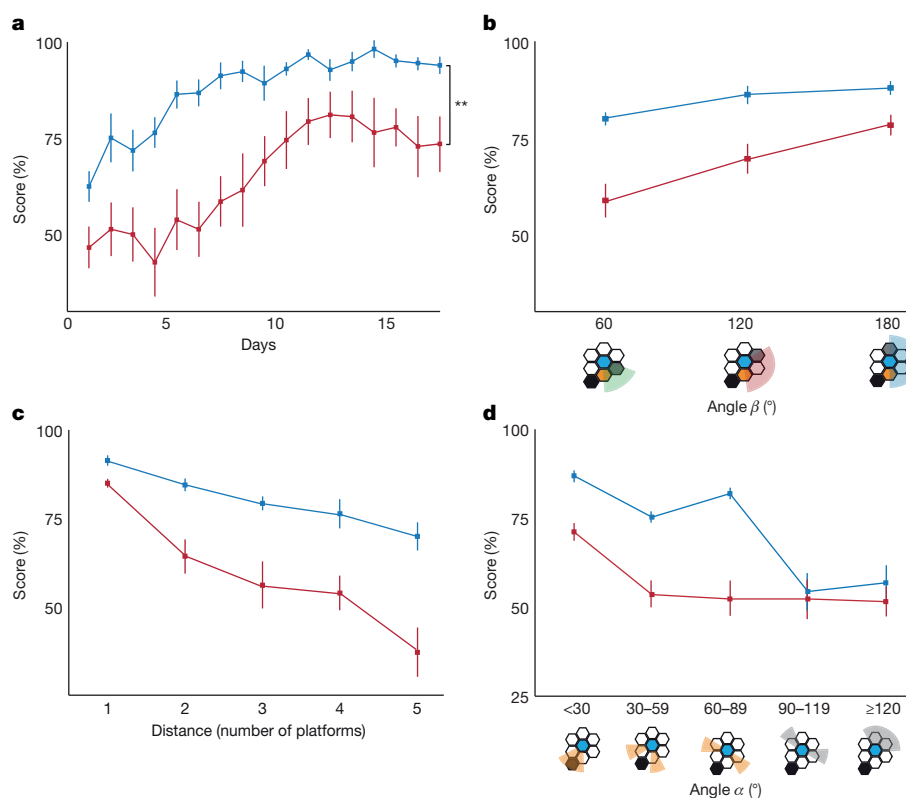 a
100
75
50
Score (%)
**
0 5 10 15
Days
b
100
75
50
Score (%)
60 120 180
Angle β (°)
c
100
75
50
Score (%)
1 2 3 4 5
Distance (number of platforms)
d
100
75
50
25
Score (%)
<30 30–59 60–89 90–119 ≥120
Angle α (°)